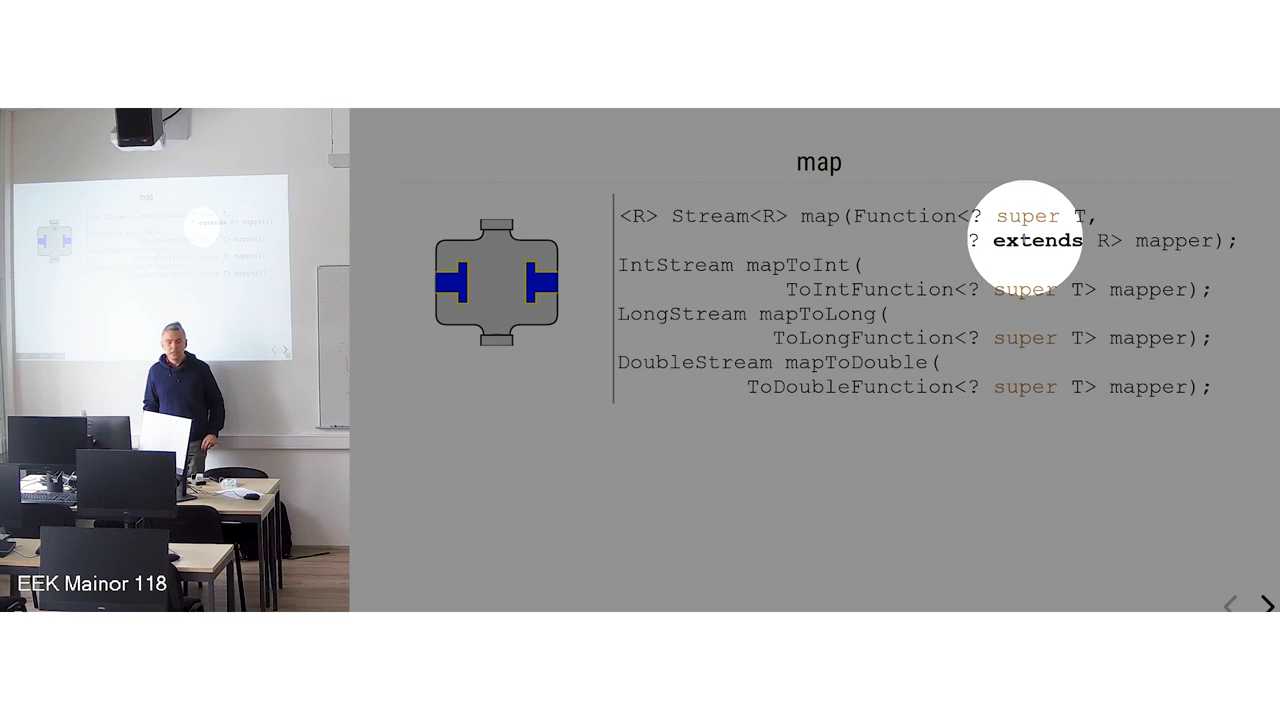 map
<R> Stream<R> map(Function<? super T,
? extends R> mapper);
IntStream mapToInt(
ToIntFunction<? super T> mapper);
LongStream mapToLong(
ToLongFunction<? super T> mapper);
DoubleStream mapToDouble(
ToDoubleFunction<? super T> mapper);
map
EEK Mainor 118